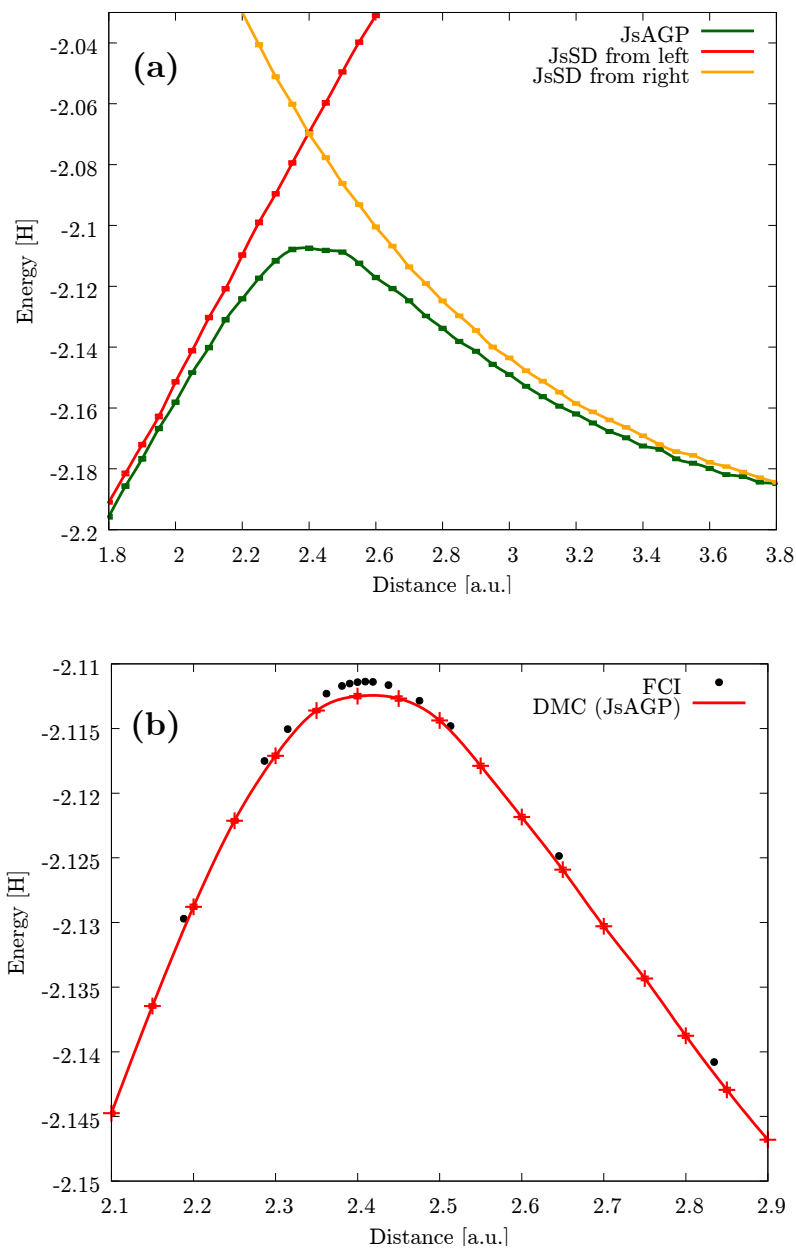 (a)
JsAGP
JsSD from left
JsSD from right
Energy [H]
-2.04
-2.06
-2.08
-2.1
-2.12
-2.14
-2.16
-2.18
-2.2
1.8 2 2.2 2.4 2.6 2.8 3 3.2 3.4 3.6 3.8
Distance [a.u.]
(b)
FCI
DMC (JsAGP)
Energy [H]
-2.11
-2.115
-2.12
-2.125
-2.13
-2.135
-2.14
-2.145
-2.15
2.1 2.2 2.3 2.4 2.5 2.6 2.7 2.8 2.9
Distance [a.u.]